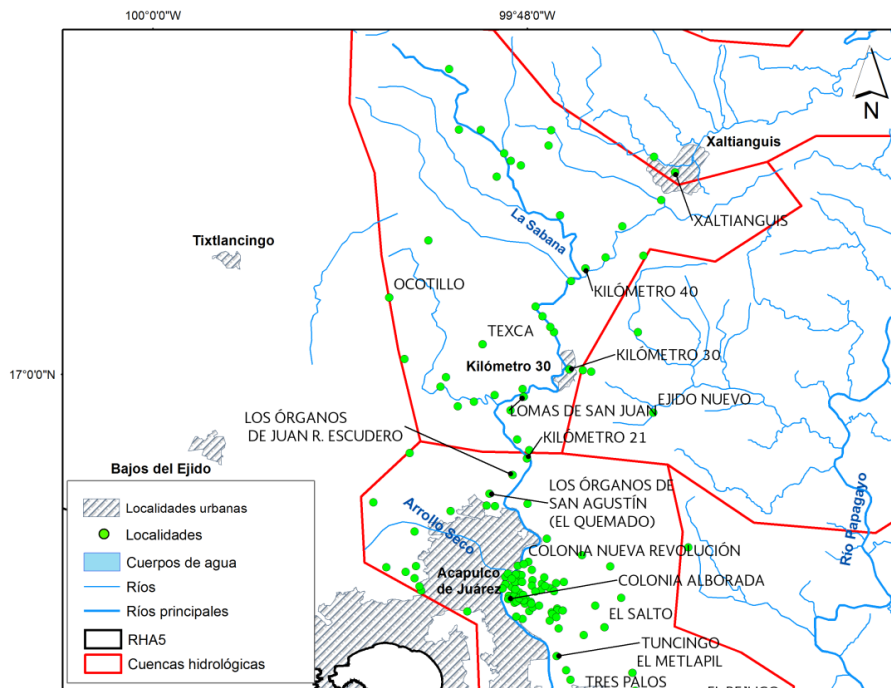 100°0'0"W
99°48'0"W
N
Xaltianguis
XALTIANGUIS
La Sabana
Tixtlancingo
OCOTILLO
KILÓMETRO 40
TEXCA
KILÓMETRO 30
Kilómetro 30
17°0'0"N
LOMAS DE SAN JUAN
EJIDO NUEVO
LOS ÓRGANOS
DE JUAN R. ESCUDERO
KILÓMETRO 21
Bajos del Ejido
LOS ÓRGANOS DE
SAN AGUSTÍN
(EL QUEMADO)
Río Papagayo
Arrollo Seco
COLONIA NUEVA REVOLUCIÓN
Acapulco
de Juárez
COLONIA ALBORADA
EL SALTO
TUNCINGO
EL METLAPIL
TRES PALOS
Localidades urbanas
Localidades
Cuerpos de agua
Ríos
Ríos principales
RHA5
Cuencas hidrológicas